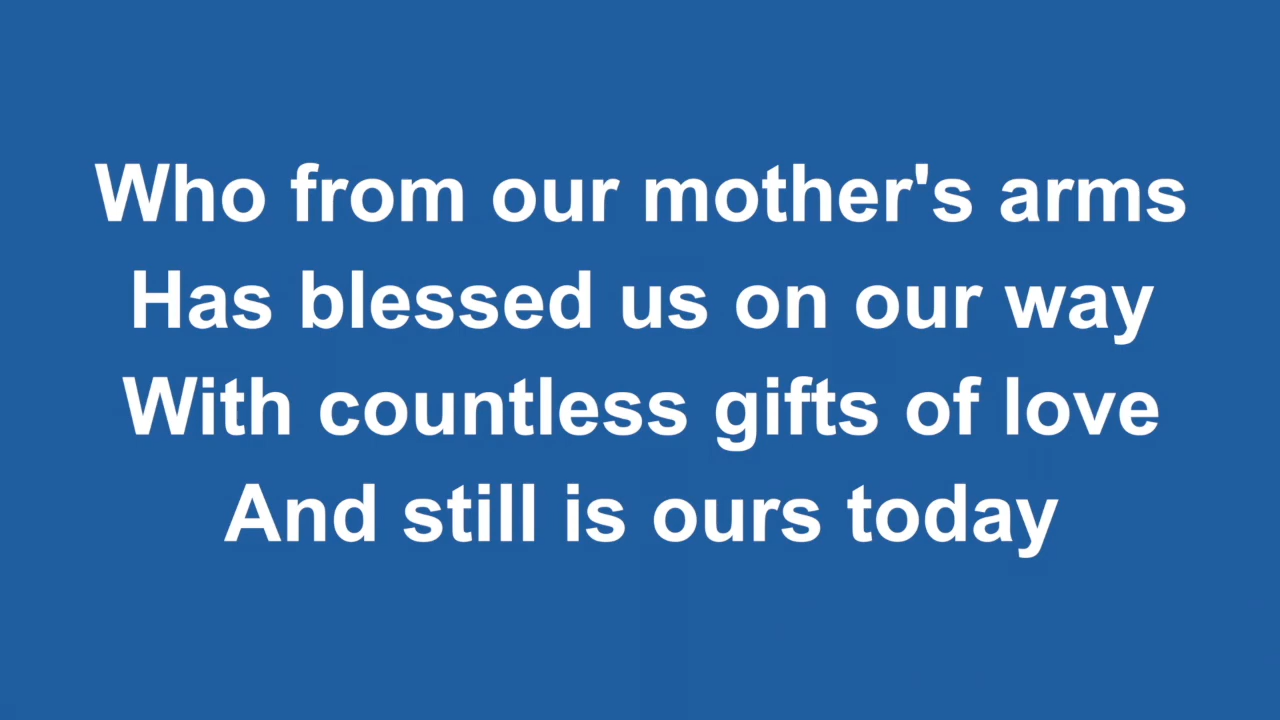 Who from our mother's arms
Has blessed us on our way
With countless gifts of love
And still is ours today